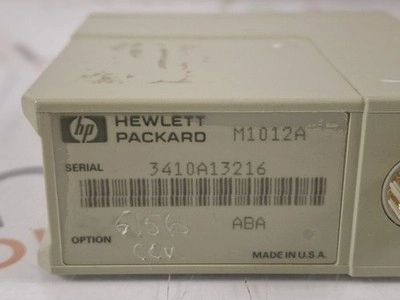 hp HEWLETT
PACKARD M1012A
SERIAL 3410A13216
ABA
OPTION
MADE IN U.S.A.